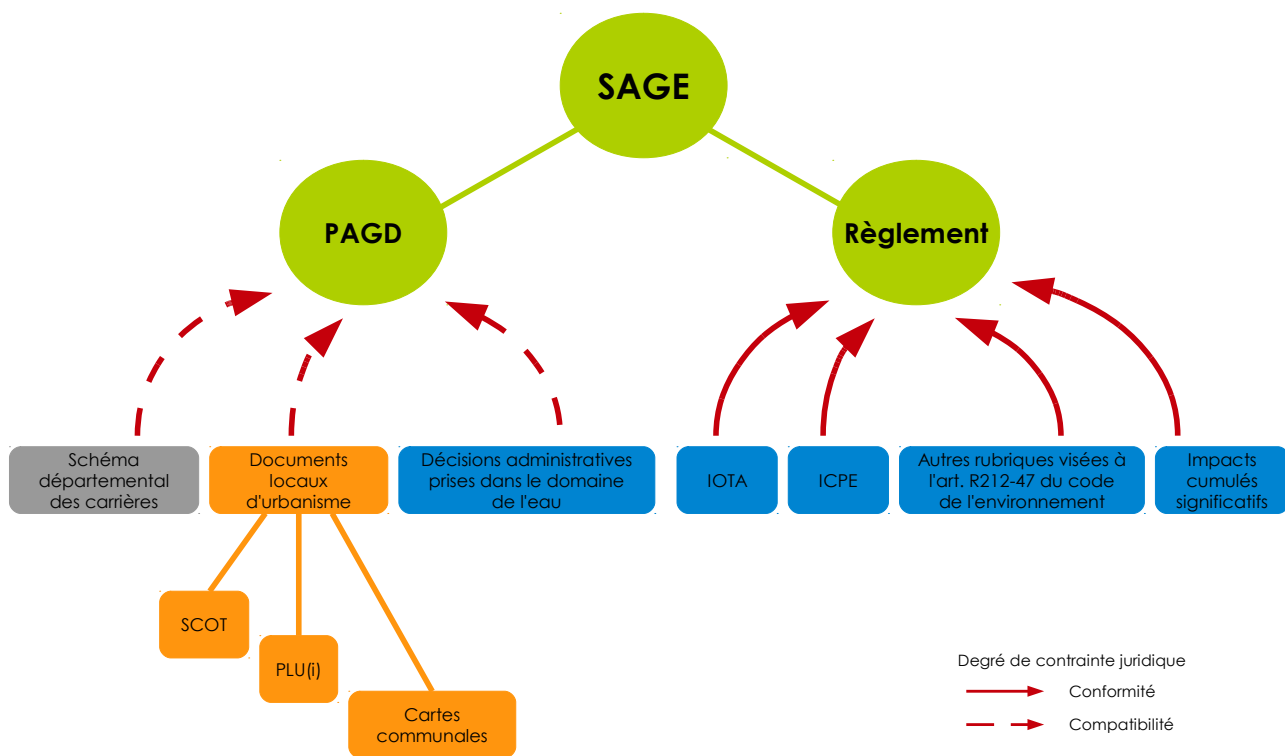 SAGE
PAGD
Règlement
Schéma
départemental
des carrières
Documents
locaux
d'urbanisme
Décisions administratives
prises dans le domaine
de l'eau
IOTA
ICPE
Autres rubriques visées à
l'art. R212-47 du code
de l'environnement
Impacts
cumulés
significatifs
SCOT
PLU(i)
Cartes
communales
Degré de contrainte juridique
Conformité
Compatibilité